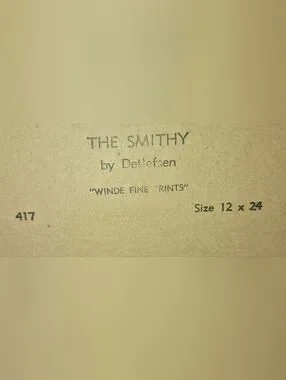 THE SMITHY
by Detlefsen
"WINDE FINE PRINTS"
417
Size 12 x 24